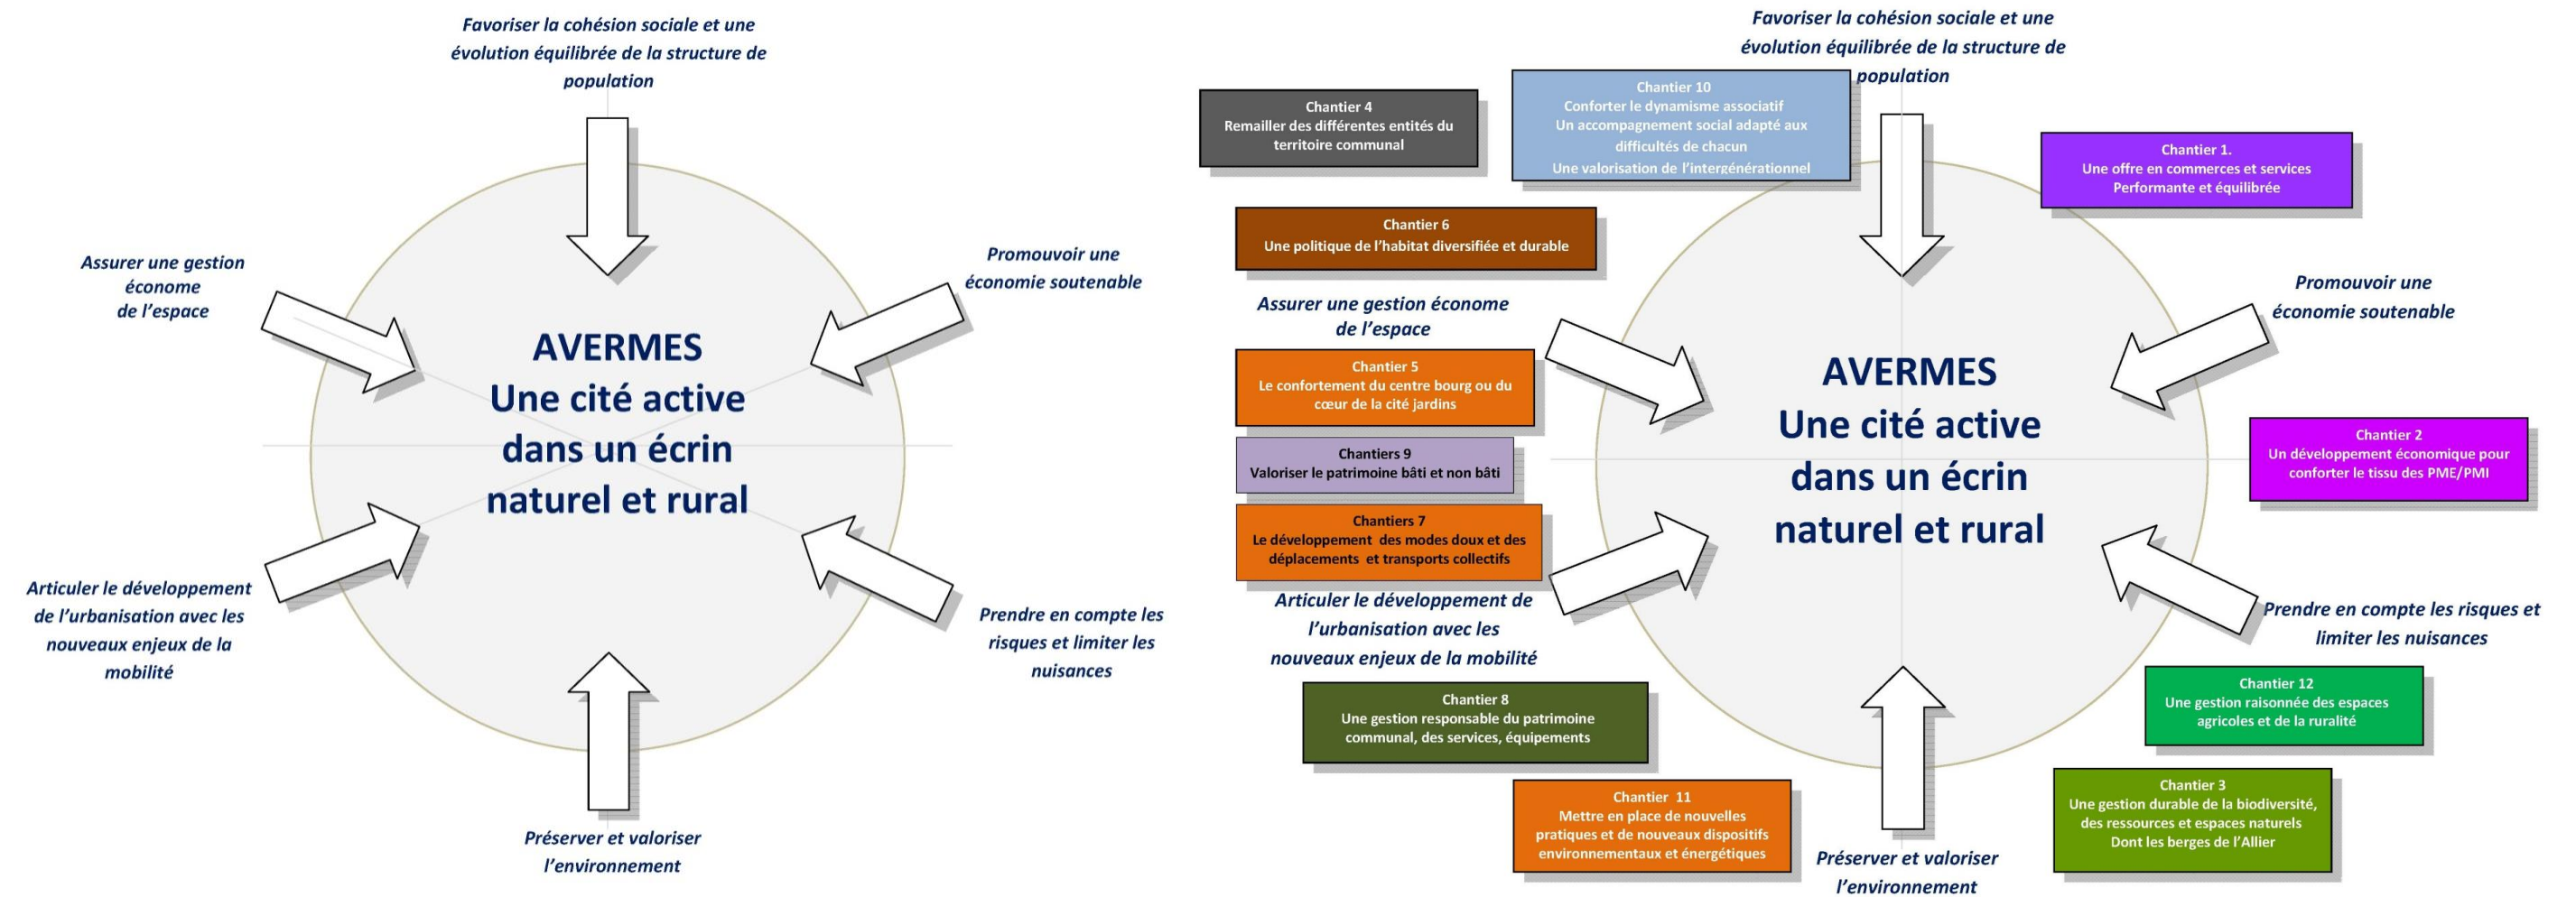 Favoriser la cohésion sociale et une
évolution équilibrée de la structure de
population
Assurer une gestion
économe
de l'espace
Promouvoir une
économie soutenable
AVERMES
Une cité active
dans un écrin
naturel et rural
Articuler le développement
de l'urbanisation avec les
nouveaux enjeux de la
mobilité
Prendre en compte les
risques et limiter les
nuisances
Préserver et valoriser
l'environnement
Favoriser la cohésion sociale et une
évolution équilibrée de la structure de
population
Chantier 4
Remailler des différentes entités du
territoire communal
Chantier 10
Conforter le dynamisme associatif
Un accompagnement social adapté aux
difficultés de chacun
Une valorisation de l'intergénérationnel
Chantier 1.
Une offre en commerces et services
Performante et équilibrée
Chantier 6
Une politique de l'habitat diversifiée et durable
Assurer une gestion économe
de l'espace
Promouvoir une
économie soutenable
Chantier 5
Le confortement du centre bourg ou du
cœur de la cité jardins
AVERMES
Une cité active
dans un écrin
naturel et rural
Chantier 2
Un développement économique pour
conforter le tissu des PME/PMI
Chantiers 9
Valoriser le patrimoine bâti et non bâti
Chantiers 7
Le développement des modes doux et des
déplacements et transports collectifs
Articuler le développement de
l'urbanisation avec les
nouveaux enjeux de la mobilité
Prendre en compte les risques et
limiter les nuisances
Chantier 8
Une gestion responsable du patrimoine
communal, des services, équipements
Chantier 12
Une gestion raisonnée des espaces
agricoles et de la ruralité
Chantier 11
Mettre en place de nouvelles
pratiques et de nouveaux dispositifs
environnementaux et énergétiques
Chantier 3
Une gestion durable de la biodiversité,
des ressources et espaces naturels
Dont les berges de l'Allier
Préserver et valoriser
l'environnement